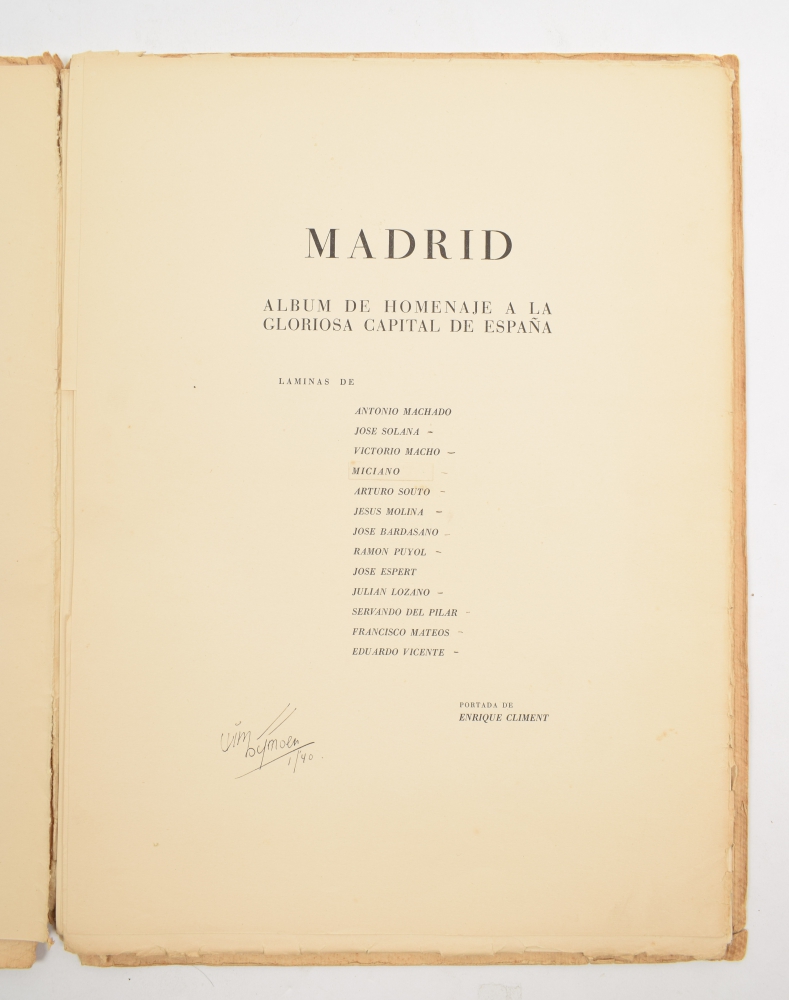 MADRID
ALBUM DE HOMENAJE A LA
GLORIOSA CAPITAL DE ESPAÑA
LAMINAS DE
ANTONIO MACHADO
JOSE SOLANA
VICTORIO MACHO
MICIANO
ARTURO SOUTO
JESUS MOLINA
JOSE BARDASANO
RAMON PUYOL
JOSE ESPERT
JULIAN LOZANO
SERVANDO DEL PILAR
FRANCISCO MATEOS
EDUARDO VICENTE
PORTADA DE
ENRIQUE CLIMENT
Wim
1/40